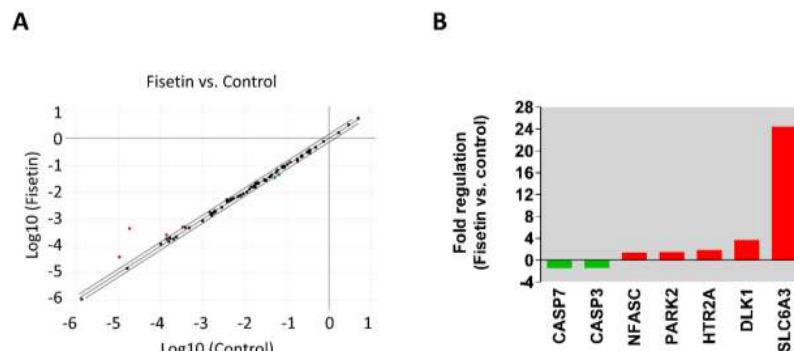 A
B
Fisetin vs. Control
1
0
-1
-2
-3
-4
-5
-6
-6 -5 -4 -3 -2 -1 0 1
Log10 (Fisetin)
Log10 (Control)
Fold regulation
(Fisetin vs. control)
28
24
20
16
12
8
4
0
-4
CASP7
CASP3
NFASC
PARK2
HTR2A
DLK1
SLC6A3